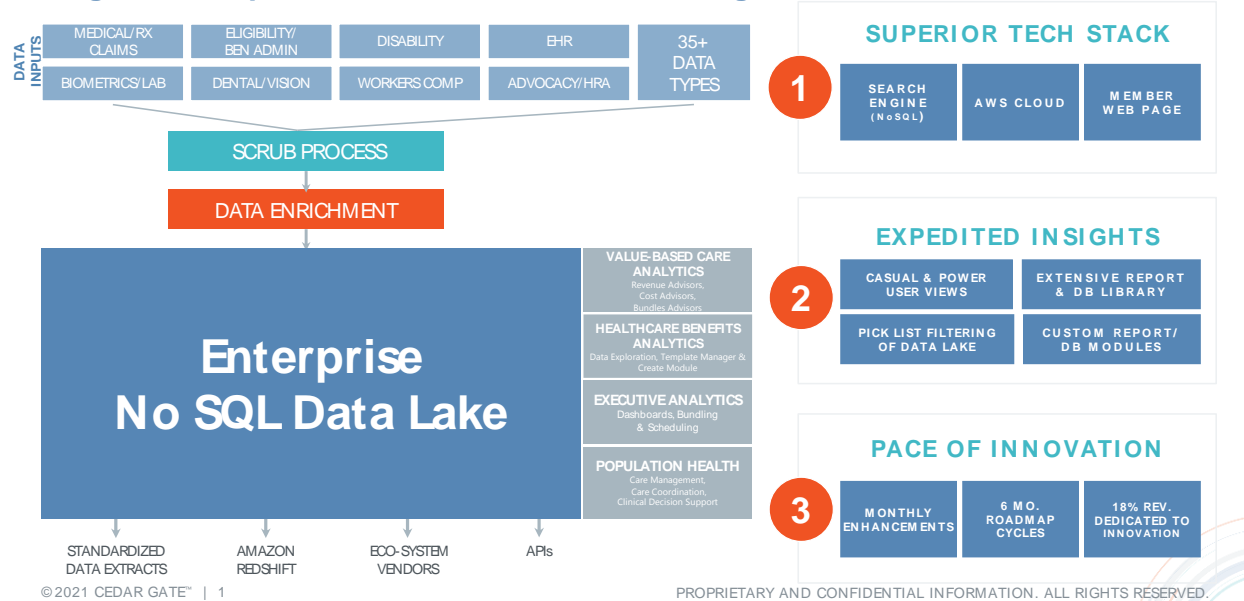 DATA
INPUTS
MEDICAL/RX
CLAIMS
ELIGIBILITY/
BEN ADMIN
DISABILITY
EHR
35+
DATA
TYPES
BIOMETRICS/LAB
DENTAL/VISION
WORKERS COMP
ADVOCACY/HRA
SCRUB PROCESS
DATA ENRICHMENT
Enterprise
No SQL Data Lake
VALUE-BASED CARE
ANALYTICS
Revenue Advisors,
Cost Advisors,
Bundles Advisors
HEALTHCARE BENEFITS
ANALYTICS
Data Exploration, Template Manager &
Create Module
EXECUTIVE ANALYTICS
Dashboards, Bundling
& Scheduling
POPULATION HEALTH
Care Management,
Care Coordination,
Clinical Decision Support
STANDARDIZED
DATA EXTRACTS
AMAZON
REDSHIFT
ECO-SYSTEM
VENDORS
APIs
1
SUPERIOR TECH STACK
SEARCH
ENGINE
(NoSQL)
AWS CLOUD
MEMBER
WEB PAGE
2
EXPEDITED INSIGHTS
CASUAL & POWER
USER VIEWS
EXTENSIVE REPORT
& DB LIBRARY
PICK LIST FILTERING
OF DATA LAKE
CUSTOM REPORT/
DB MODULES
3
PACE OF INNOVATION
MONTHLY
ENHANCEMENTS
6 MO.
ROADMAP
CYCLES
18% REV.
DEDICATED TO
INNOVATION
©2021 CEDAR GATE™ | 1
PROPRIETARY AND CONFIDENTIAL INFORMATION. ALL RIGHTS RESERVED.